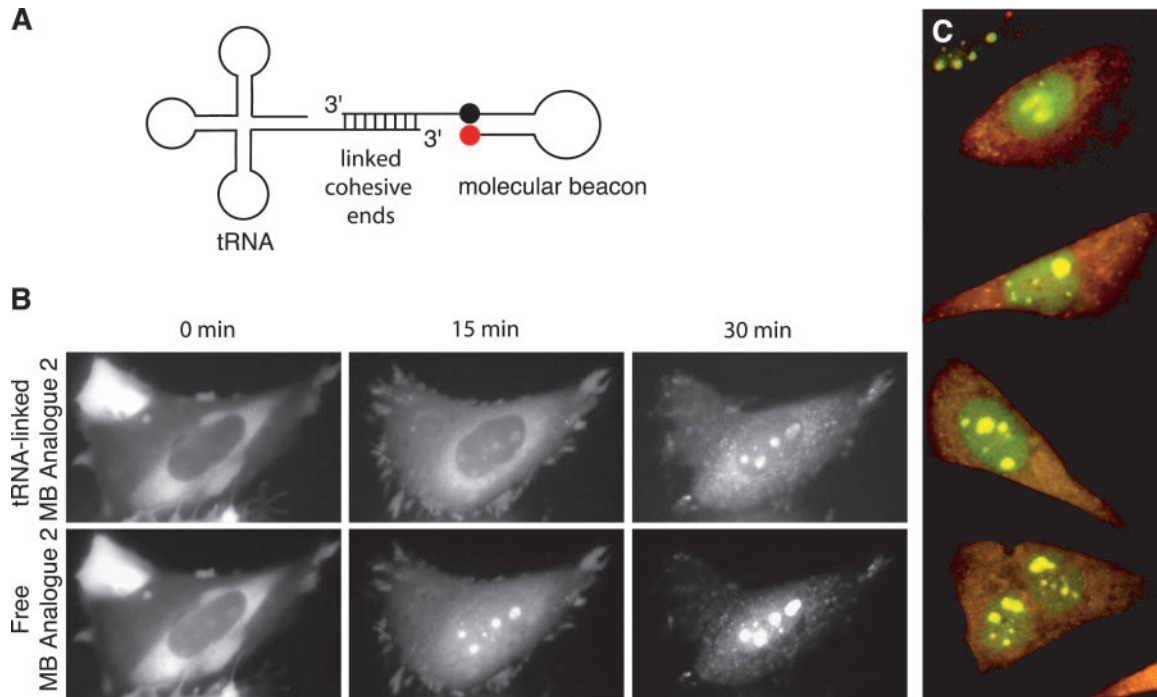 A
3'
3'
linked
cohesive
ends
molecular beacon
tRNA
B
0 min
15 min
30 min
tRNA-linked
MB Analogue 2
Free
MB Analogue 2
C